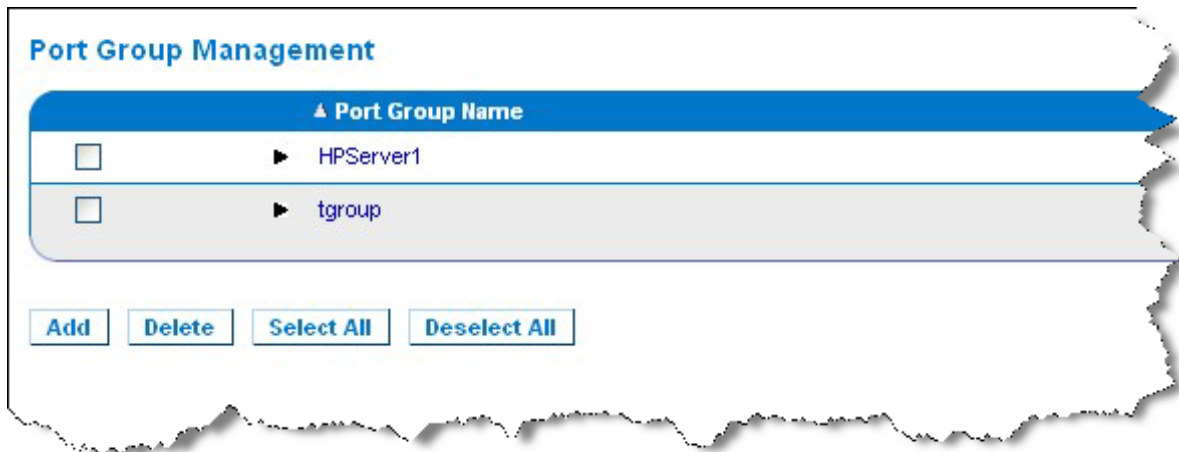 Port Group Management
▲ Port Group Name
HPServer1
tgroup
Add Delete Select All Deselect All